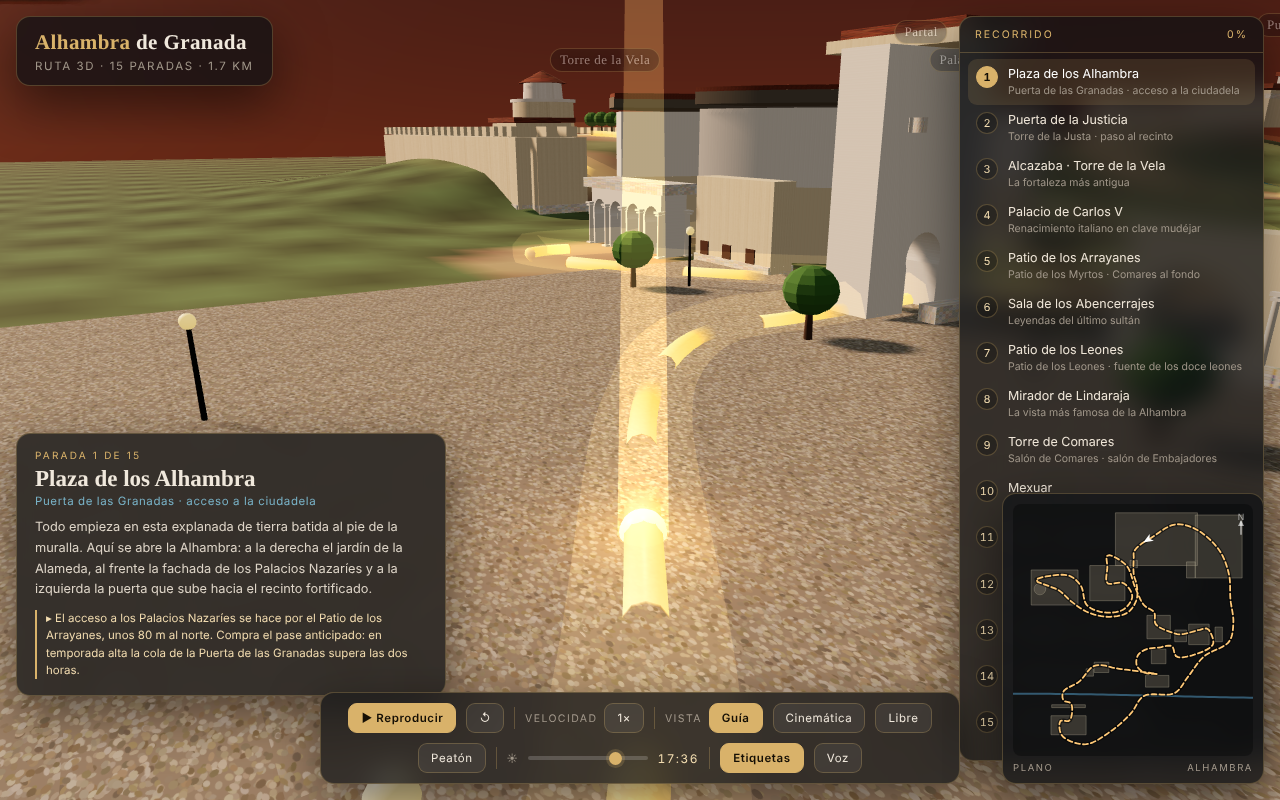 Alhambra de Granada
RUTA 3D · 15 PARADAS · 1.7 KM
Torre de la Vela
Partal
RECORRIDO 0%
1 Plaza de los Alhambra
Puerta de las Granadas · acceso a la ciudadela
2 Puerta de la Justicia
Torre de la Justa · paso al recinto
3 Alcazaba · Torre de la Vela
La fortaleza más antigua
4 Palacio de Carlos V
Renacimiento italiano en clave mudéjar
5 Patio de los Arrayanes
Patio de los Myrtos · Comares al fondo
6 Sala de los Abencerrajes
Leyendas del último sultán
7 Patio de los Leones
Patio de los Leones · fuente de los doce leones
8 Mirador de Lindaraja
La vista más famosa de la Alhambra
9 Torre de Comares
Salón de Comares · salón de Embajadores
10 Mexuar
11
12
13
14
15
PARADA 1 DE 15
Plaza de los Alhambra
Puerta de las Granadas · acceso a la ciudadela
Todo empieza en esta explanada de tierra batida al pie de la
muralla. Aquí se abre la Alhambra: a la derecha el jardín de la
Alameda, al frente la fachada de los Palacios Nazaríes y a la
izquierda la puerta que sube hacia el recinto fortificado.
▸ El acceso a los Palacios Nazaríes se hace por el Patio de los
Arrayanes, unos 80 m al norte. Compra el pase anticipado: en
temporada alta la cola de la Puerta de las Granadas supera las dos
horas.
▶ Reproducir ↺ VELOCIDAD 1× VISTA Guía Cinemática Libre
Peatón ☀ 17:36 Etiquetas Voz
N
PLANO ALHAMBRA